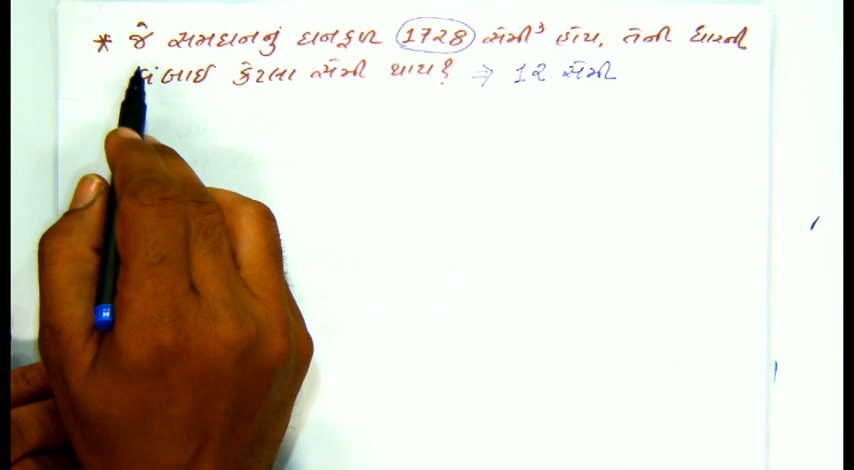 * જે સમઘનનું ઘનફળ 1728 સેમી³ હોય, તેની ધારની
લંબાઈ કેટલા સેમી થાય? ⇒ 12 સેમી